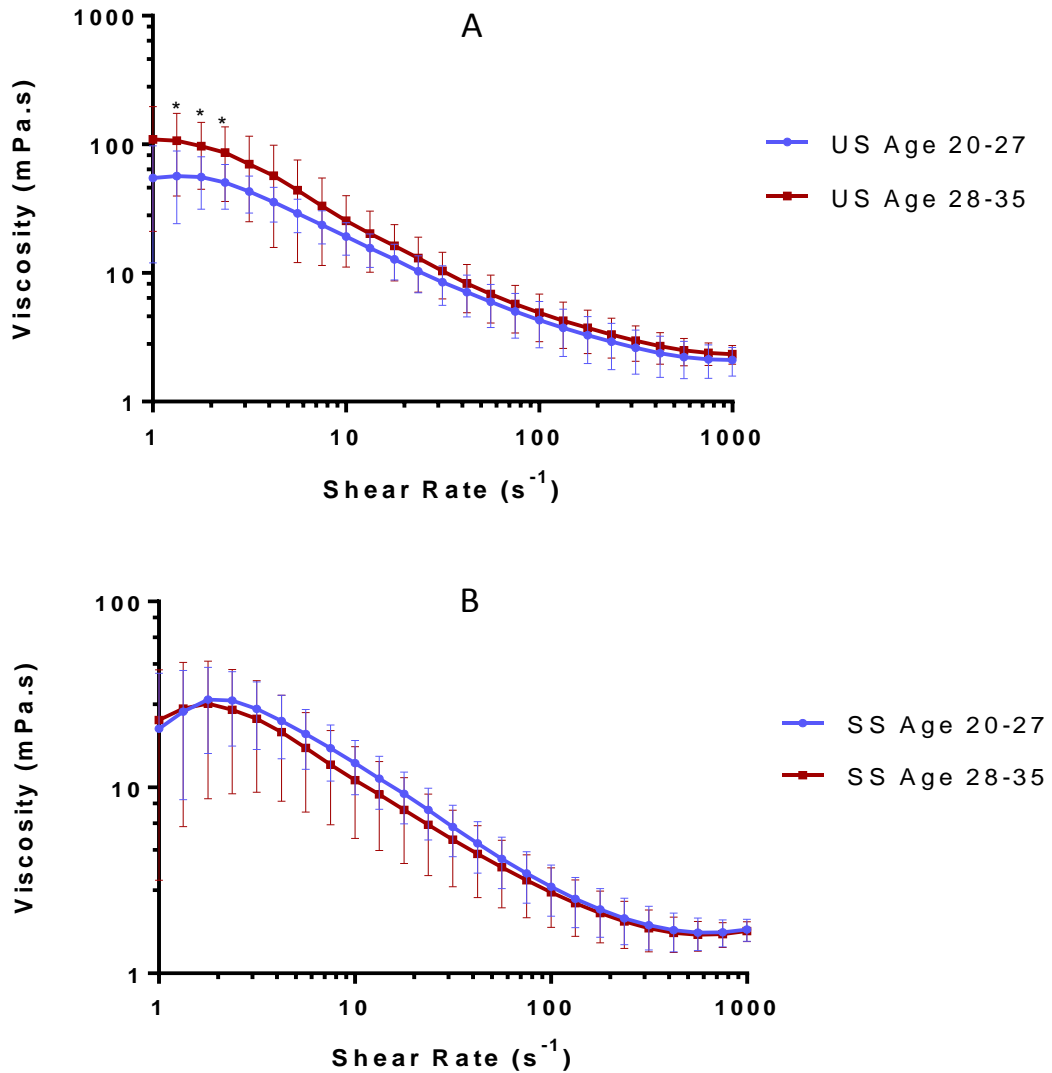 A
1000
100
10
1
Viscosity (mPa.s)
* * *
1 10 100 1000
Shear Rate (s⁻¹)
US Age 20-27
US Age 28-35
B
100
10
1
Viscosity (mPa.s)
1 10 100 1000
Shear Rate (s⁻¹)
SS Age 20-27
SS Age 28-35